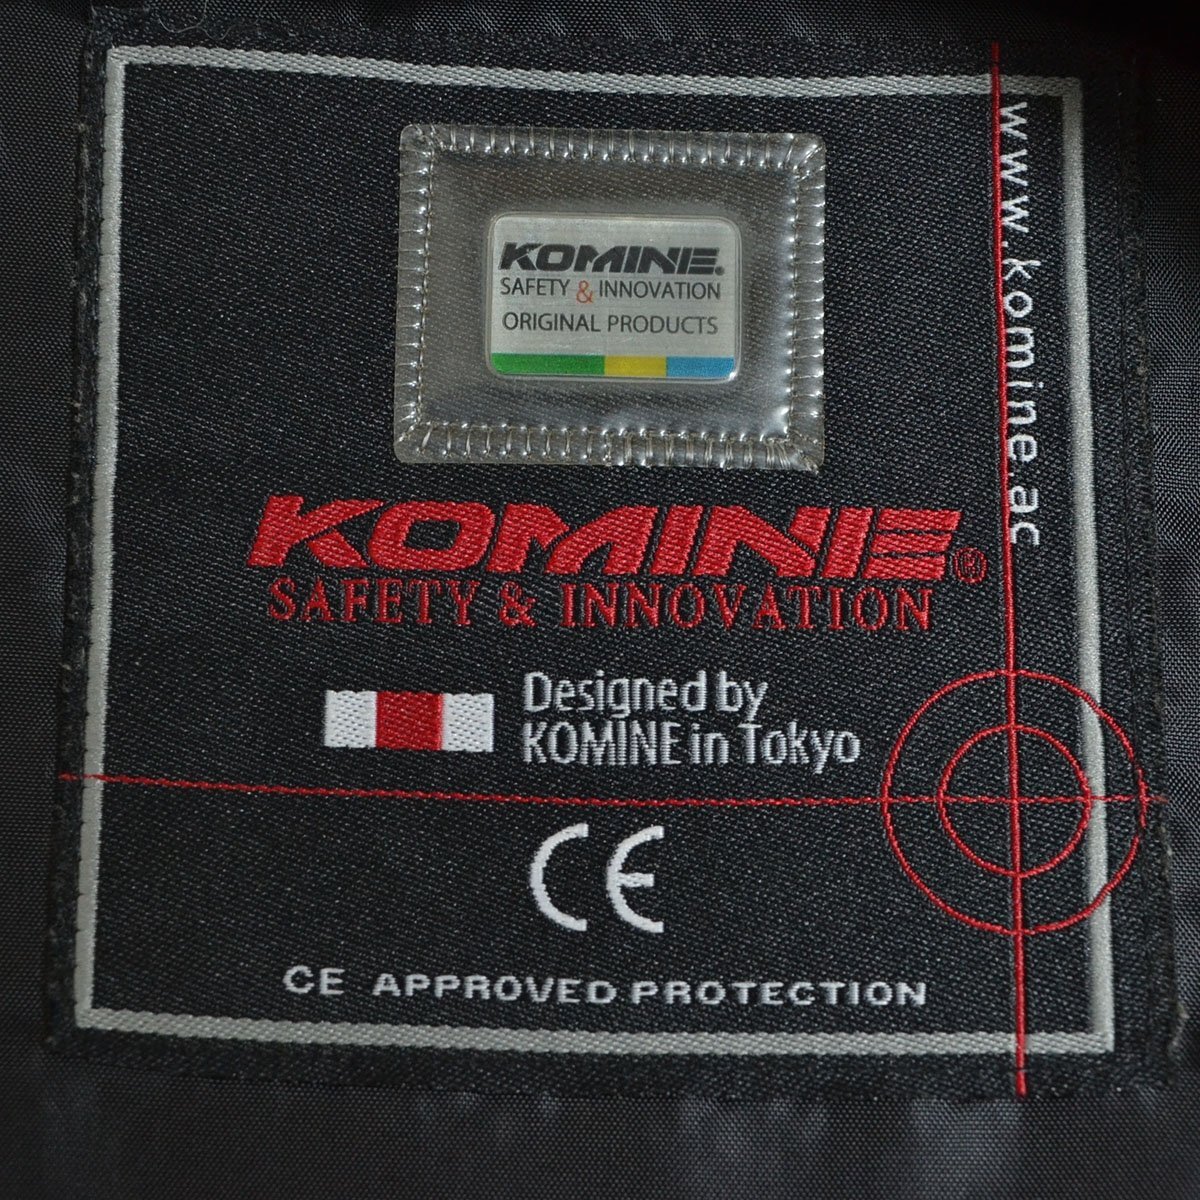 KOMINE®
SAFETY & INNOVATION
ORIGINAL PRODUCTS
www.komine.ac
KOMINE®
SAFETY & INNOVATION
Designed by
KOMINE in Tokyo
CE
CE APPROVED PROTECTION